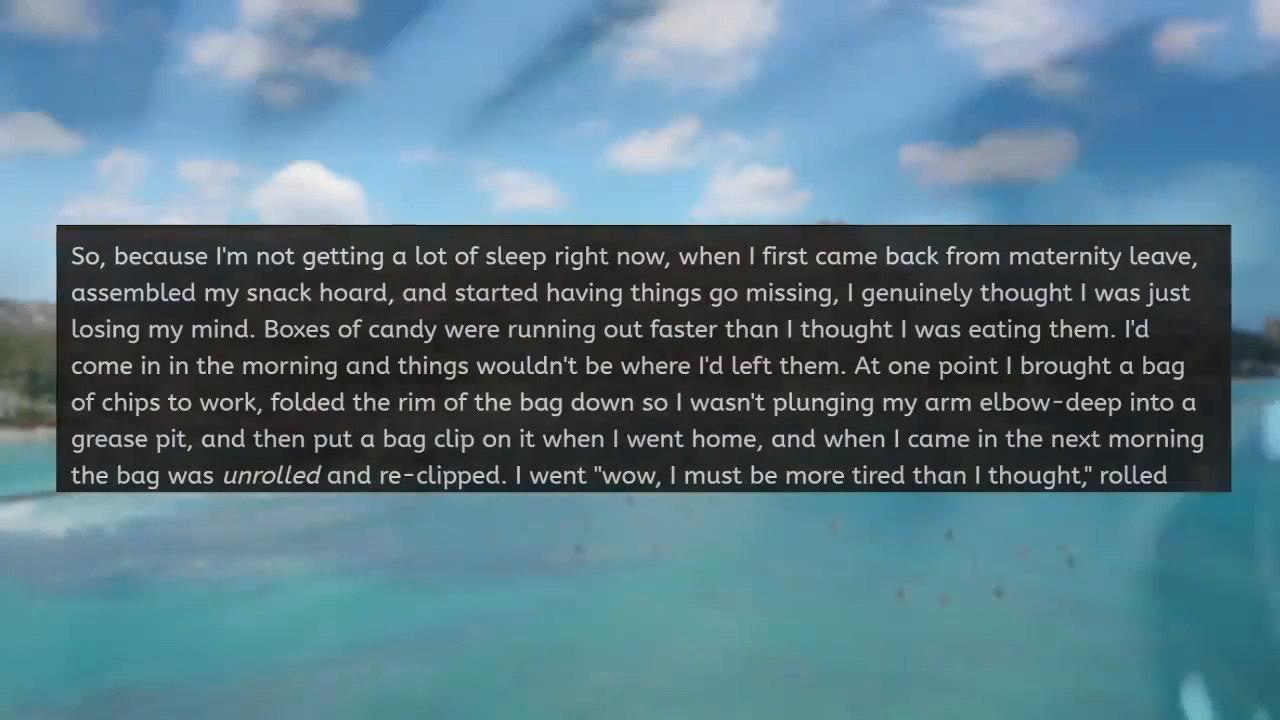 So, because I'm not getting a lot of sleep right now, when I first came back from maternity leave,
assembled my snack hoard, and started having things go missing, I genuinely thought I was just
losing my mind. Boxes of candy were running out faster than I thought I was eating them. I'd
come in in the morning and things wouldn't be where I'd left them. At one point I brought a bag
of chips to work, folded the rim of the bag down so I wasn't plunging my arm elbow-deep into a
grease pit, and then put a bag clip on it when I went home, and when I came in the next morning
the bag was unrolled and re-clipped. I went "wow, I must be more tired than I thought," rolled